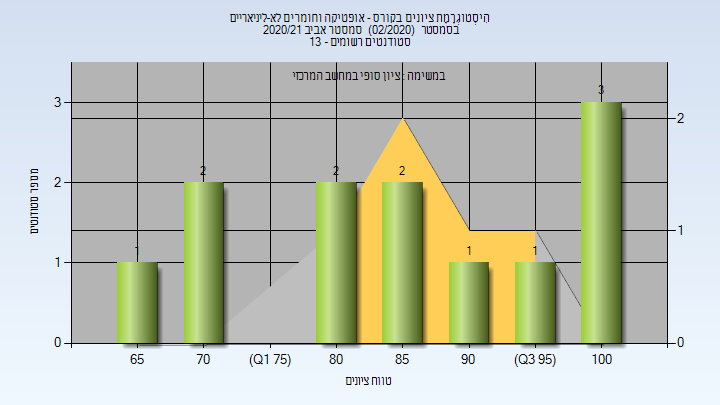 היסטוגרמת ציונים בקורס - אופטיקה וחומרים לא-ליניאריים
בסמסטר (02/2020) סמסטר אביב 2020/21
סטודנטים רשומים - 13
במשימה : ציון סופי במחשב המרכזי
מספר סטודנטים
3
2
1
0
1
2
2
2
1
1
3
2
1
0
65
70
(Q1 75)
80
85
90
(Q3 95)
100
טווח ציונים